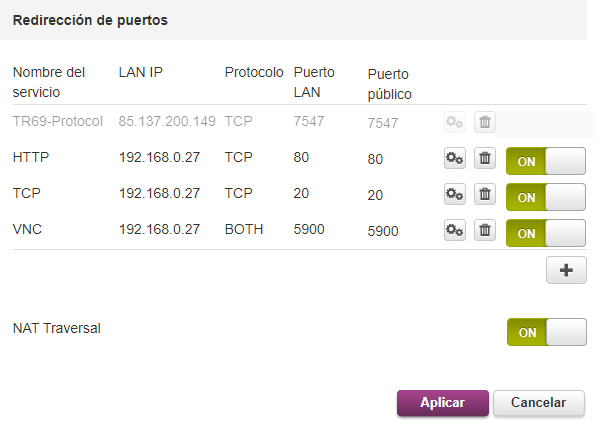 Redirección de puertos
Nombre del servicio LAN IP Protocolo Puerto LAN Puerto público
TR69-Protocol 85.137.200.149 TCP 7547 7547
HTTP 192.168.0.27 TCP 80 80 ON
TCP 192.168.0.27 TCP 20 20 ON
VNC 192.168.0.27 BOTH 5900 5900 ON
NAT Traversal ON
Aplicar Cancelar